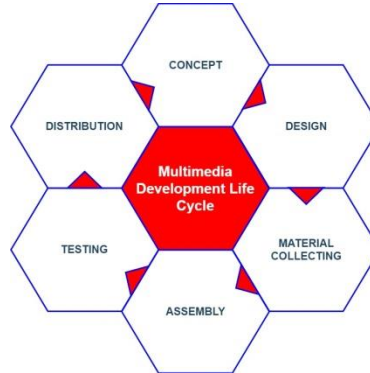 CONCEPT
DISTRIBUTION
DESIGN
Multimedia
Development Life
Cycle
TESTING
MATERIAL
COLLECTING
ASSEMBLY